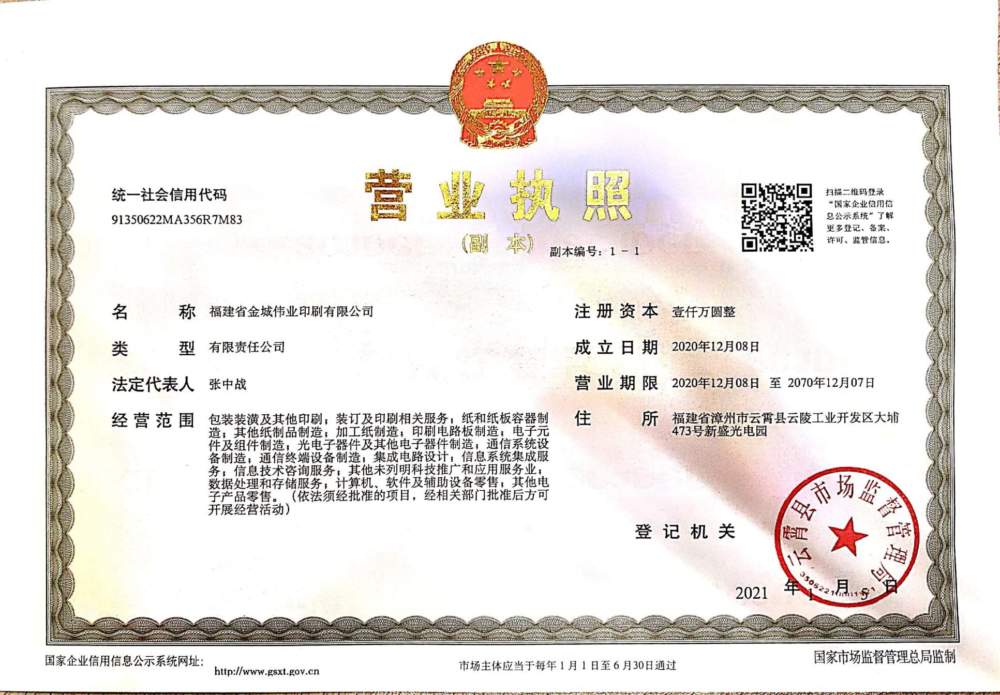 营业执照
(副 本)
副本编号：1 - 1
统一社会信用代码
91350622MA356R7M83
扫描二维码登录
“国家企业信用信
息公示系统”了解
更多登记、备案、
许可、监管信息。
名 称 福建省金城伟业印刷有限公司
类 型 有限责任公司
法定代表人 张中战
经营范围 包装装潢及其他印刷；装订及印刷相关服务；纸和纸板容器制
造；其他纸制品制造；加工纸制造；印刷电路板制造；电子元
件及组件制造；光电子器件及其他电子器件制造；通信系统设
备制造；通信终端设备制造；集成电路设计；信息系统集成服
务；信息技术咨询服务；其他未列明科技推广和应用服务业；
数据处理和存储服务；计算机、软件及辅助设备零售；其他电
子产品零售。（依法须经批准的项目，经相关部门批准后方可
开展经营活动）
注册资本 壹仟万圆整
成立日期 2020年12月08日
营业期限 2020年12月08日 至 2070年12月07日
住 所 福建省漳州市云霄县云陵工业开发区大埔
473号新盛光电园
登记机关
云霄县市场监督管理局
2021 年 1 月 5 日
国家企业信用信息公示系统网址：
http://www.gsxt.gov.cn
市场主体应当于每年1月1日至6月30日通过
国家市场监督管理总局监制